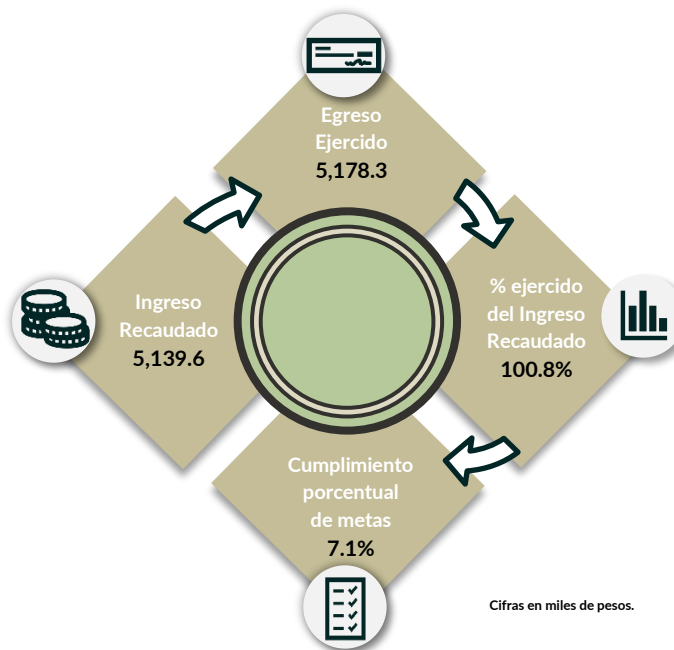 Egreso
Ejercido
5,178.3
Ingreso
Recaudado
5,139.6
% ejercido
del Ingreso
Recaudado
100.8%
Cumplimiento
porcentual
de metas
7.1%
Cifras en miles de pesos.